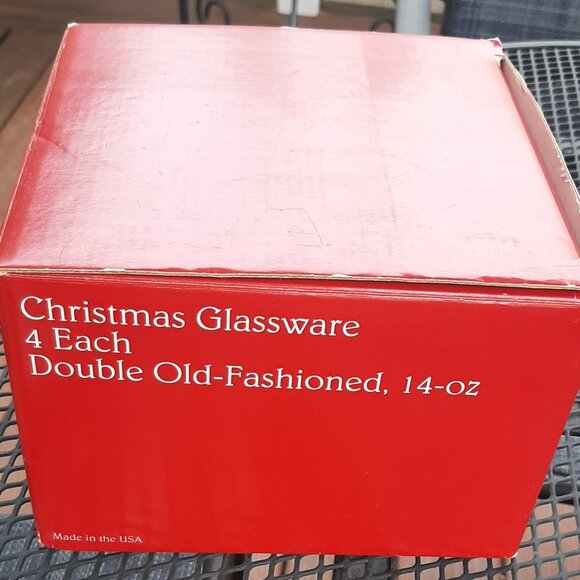 Christmas Glassware
4 Each
Double Old-Fashioned, 14-oz
Made in the USA